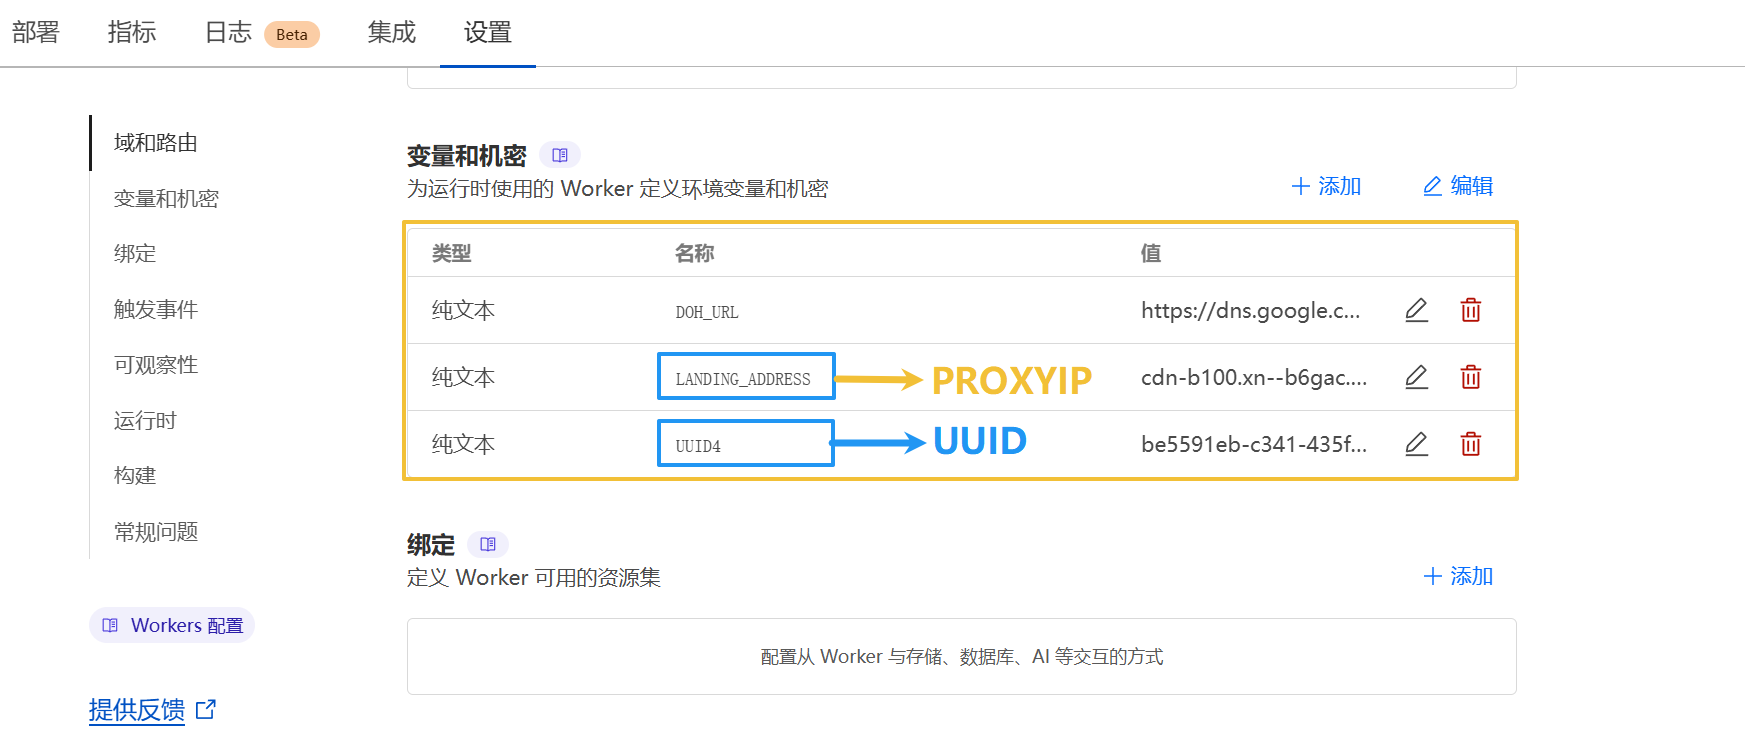 部署 指标 日志 Beta 集成 设置
域和路由
变量和机密
绑定
触发事件
可观察性
运行时
构建
常规问题
Workers 配置
提供反馈
变量和机密
为运行时使用的 Worker 定义环境变量和机密
添加 编辑
类型 名称 值
纯文本 DOH_URL https://dns.google.c...
纯文本 LANDING_ADDRESS PROXYIP cdn-b100.xn--b6gac....
纯文本 UUID4 UUID be5591eb-c341-435f...
绑定
定义 Worker 可用的资源集
添加
配置从 Worker 与存储、数据库、AI 等交互的方式